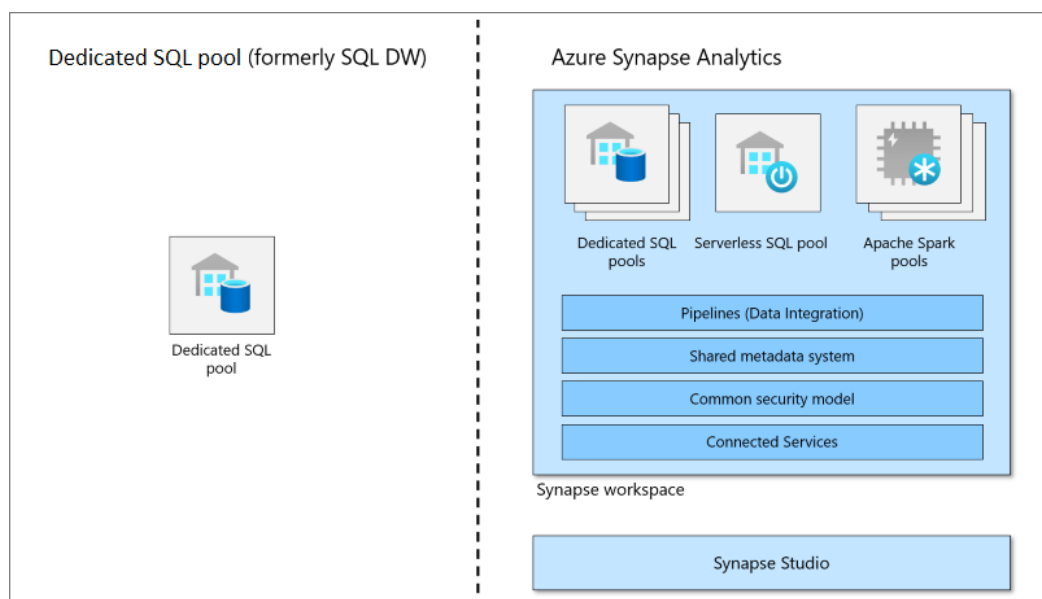 Dedicated SQL pool (formerly SQL DW)
Dedicated SQL
pool
Azure Synapse Analytics
Dedicated SQL
pools
Serverless SQL pool
Apache Spark
pools
Pipelines (Data Integration)
Shared metadata system
Common security model
Connected Services
Synapse workspace
Synapse Studio